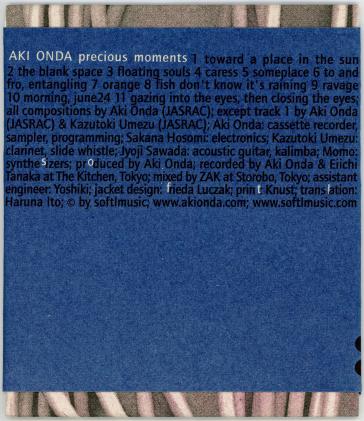 AKI ONDA precious moments 1 toward a place in the sun
2 the blank space 3 floating souls 4 caress 5 someplace 6 to and
fro, entangling 7 orange 8 fish don't know it's raining 9 ravage
10 morning, june24 11 gazing into the eyes, then closing the eyes;
all compositions by Aki Onda (JASRAC); except track 1 by Aki Onda
(JASRAC) & Kazutoki Umezu (JASRAC); Aki Onda: cassette recorder,
sampler, programming; Sakana Hosomi: electronics; Kazutoki Umezu:
clarinet, slide whistle; Jyoji Sawada: acoustic guitar, kalimba; Momo:
synthesizers; produced by Aki Onda; recorded by Aki Onda & Eiichi
Tanaka at The Kitchen, Tokyo; mixed by ZAK at Storobo, Tokyo; assistant
engineer: Yoshiki; jacket design: frieda Luczak; print Knust; translation:
Haruna Ito; © by softlmusic; www.akionda.com; www.softlmusic.com